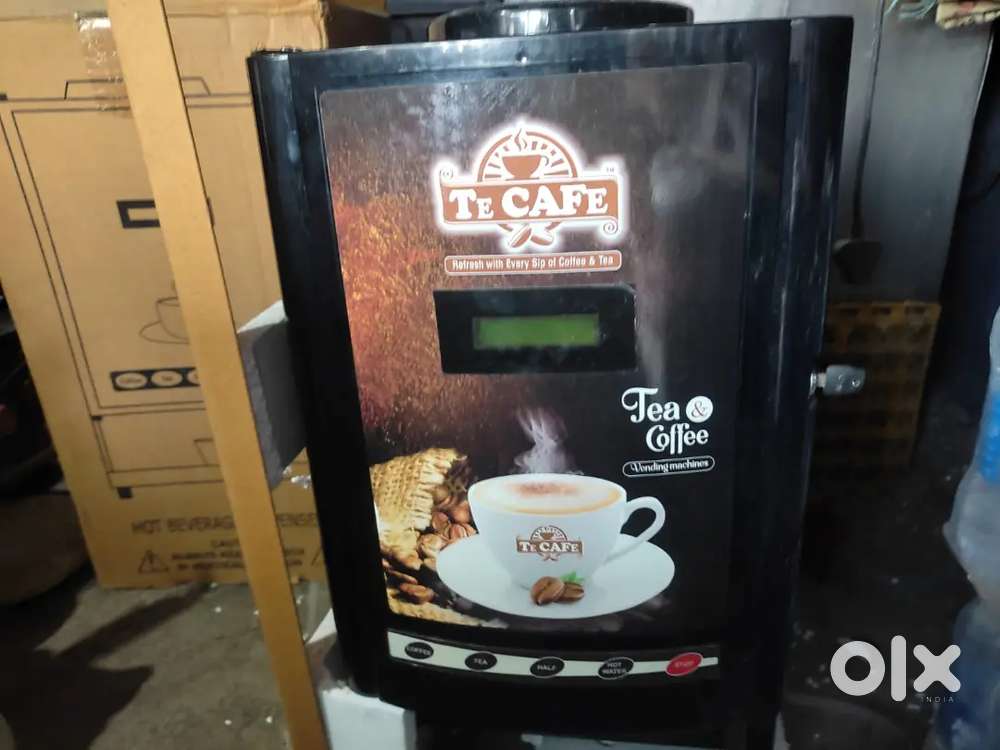 TE CAFE
Refresh with Every Sip of Coffee & Tea
Tea &
Coffee
Vending machines
TE CAFE
COFFEE
TEA
HALF
HOT
WATER
STOP
HOT BEVERAGE
olx
INDIA